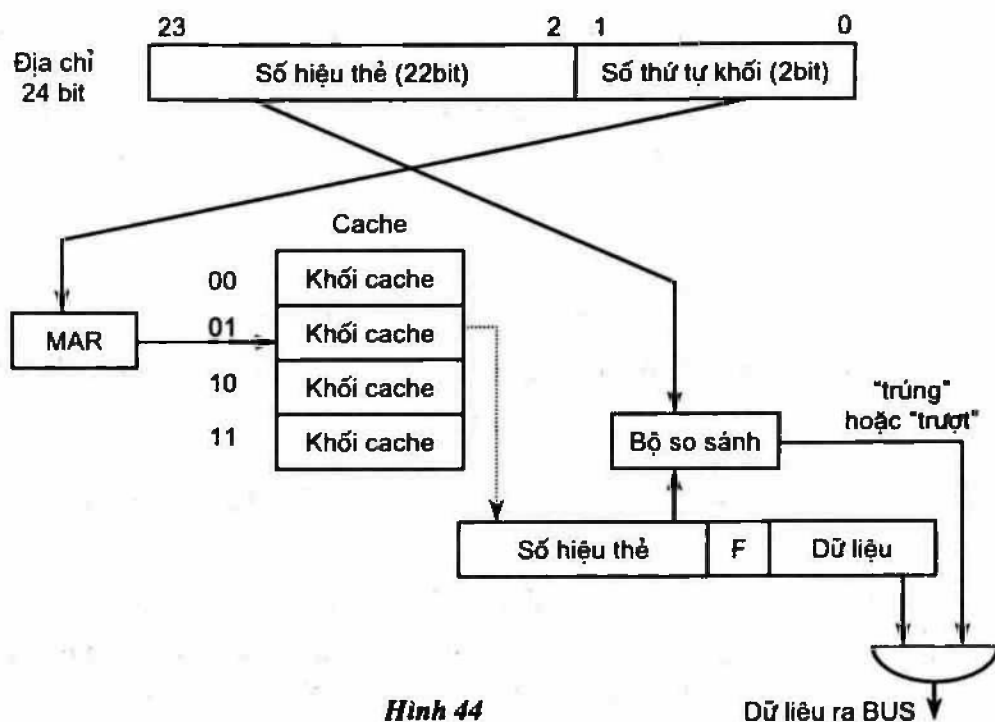 23 2 1 0
Địa chỉ
24 bit
Số hiệu thẻ (22bit)
Số thứ tự khối (2bit)
Cache
00 Khối cache
MAR
01 Khối cache
10 Khối cache
11 Khối cache
"trúng"
hoặc "trượt"
Bộ so sánh
Số hiệu thẻ F Dữ liệu
Hình 44
Dữ liệu ra BUS